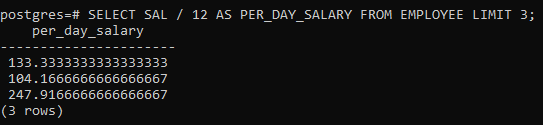 postgres=# SELECT SAL / 12 AS PER_DAY_SALARY FROM EMPLOYEE LIMIT 3;
    per_day_salary
----------------------
 133.3333333333333333
 104.1666666666666667
 247.9166666666666667
(3 rows)